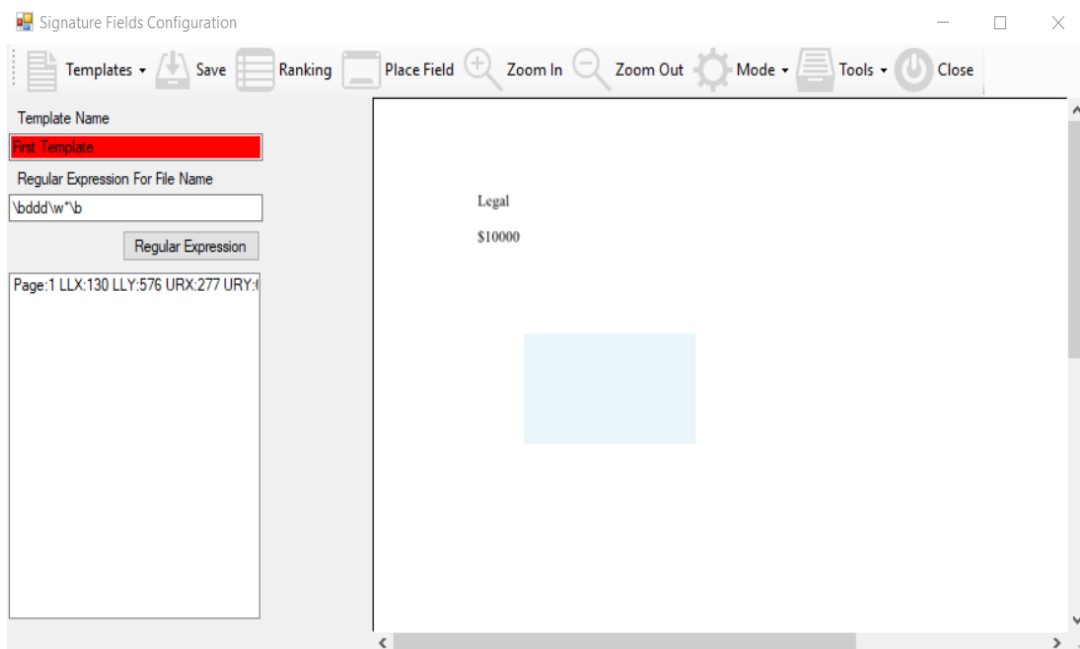 Signature Fields Configuration
Templates Save Ranking Place Field Zoom In Zoom Out Mode Tools Close
Template Name
First Template
Regular Expression For File Name
\bddd\w*\b
Regular Expression
Page:1 LLX:130 LLY:576 URX:277 URY:
Legal
$10000